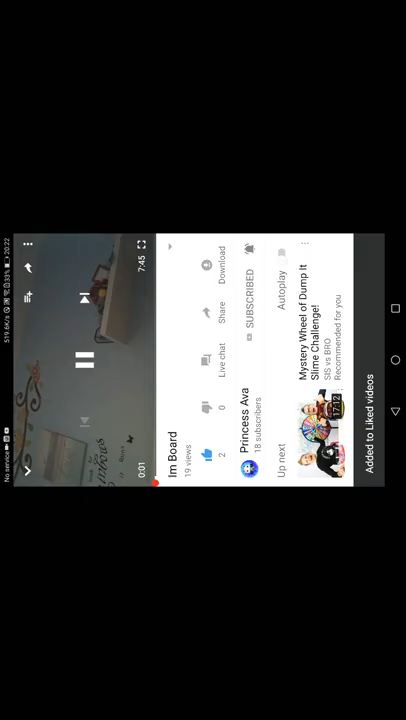 No service 519.6K/s 33% 20:22
0:01 7:45
Im Board
19 views
2 0 Live chat Share Download
Princess Ava
18 subscribers
SUBSCRIBED
Up next Autoplay
Mystery Wheel of Dump It
Slime Challenge!
SIS vs BRO
Recommended for you
17:12
Added to Liked videos